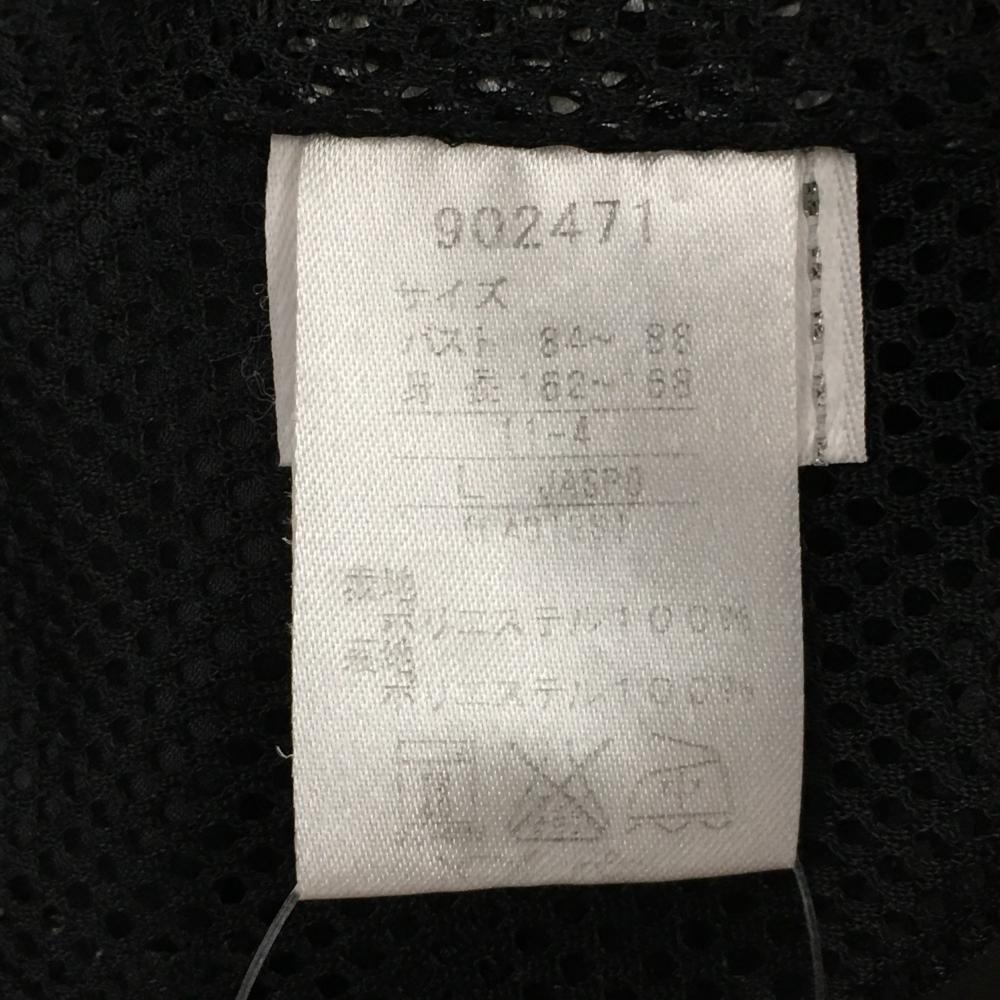 902471
サイズ
バスト 84~ 88
身 長 162~168
11-4
L JASPO
表地
ポリエステル100%
裏地
ポリエステル100%
中